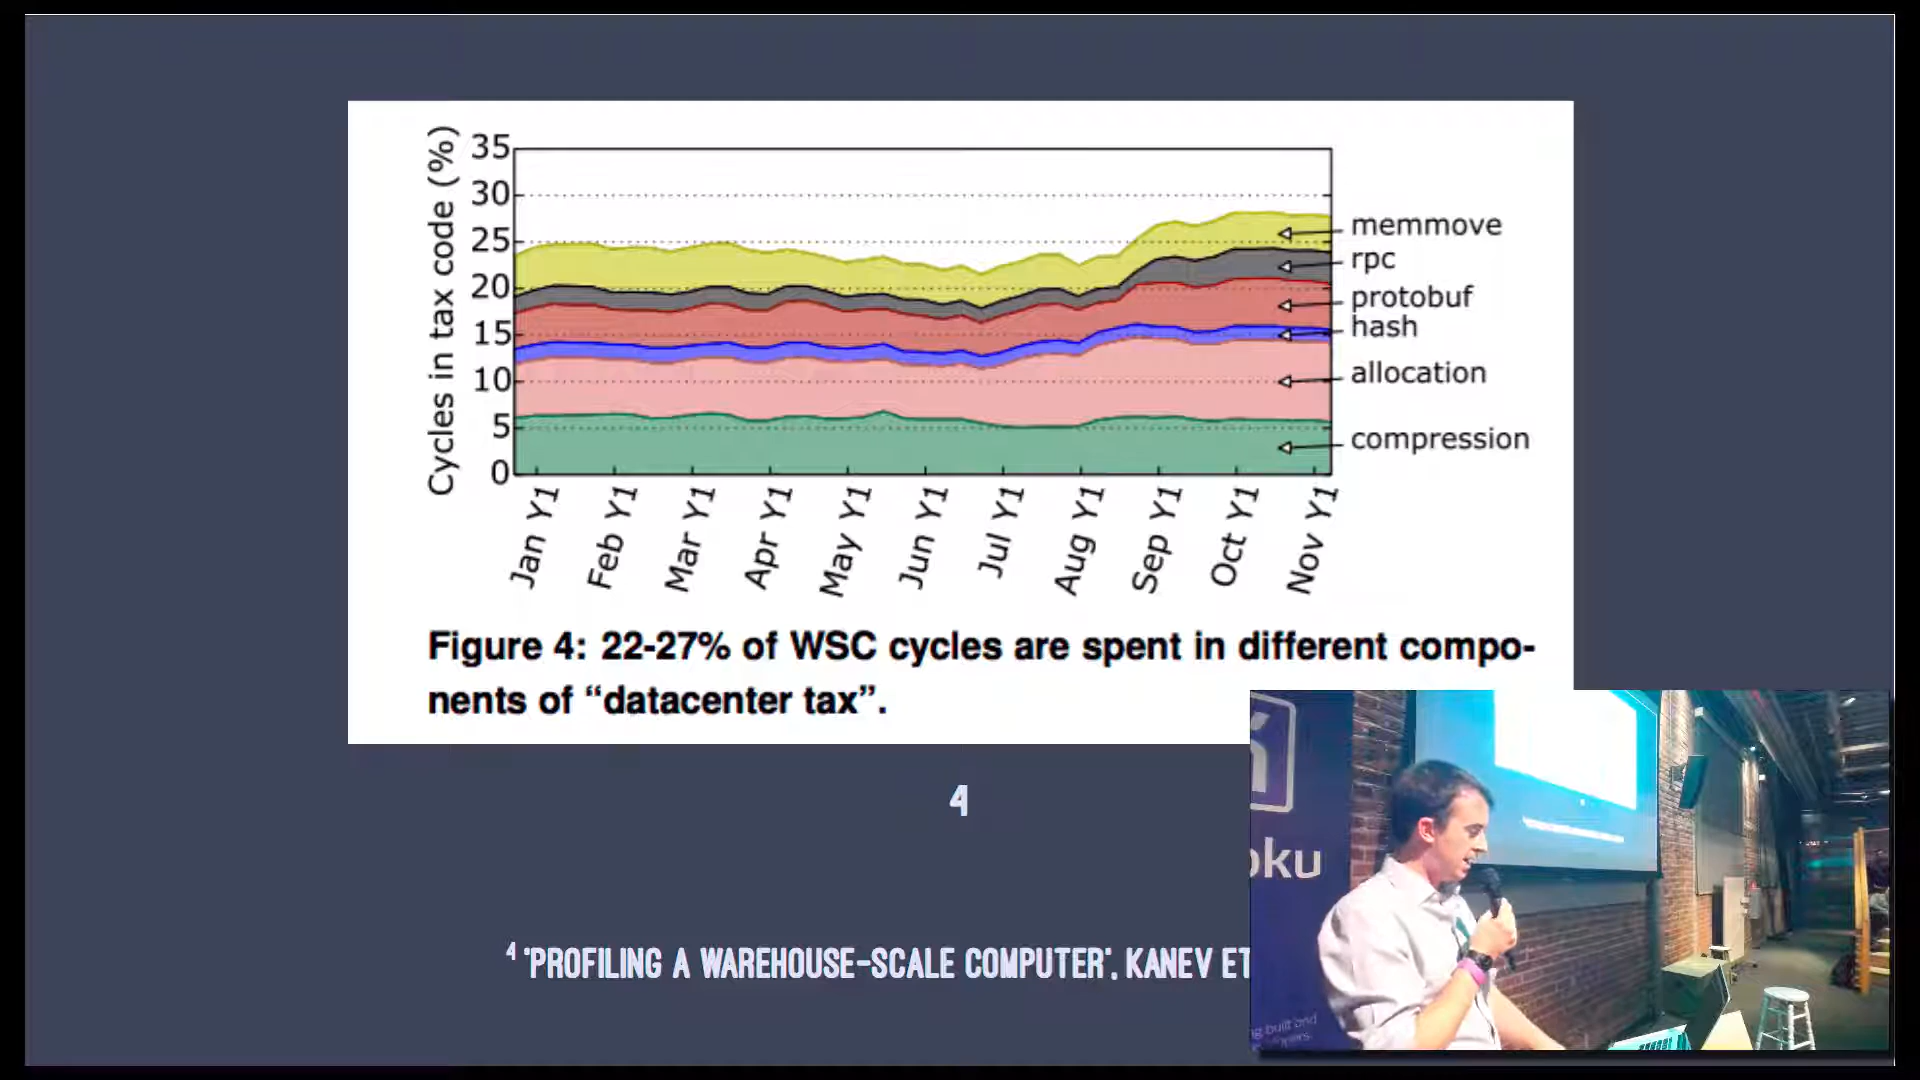 Cycles in tax code (%)
35
30
25
20
15
10
5
0
Jan Y1
Feb Y1
Mar Y1
Apr Y1
May Y1
Jun Y1
Jul Y1
Aug Y1
Sep Y1
Oct Y1
Nov Y1
memmove
rpc
protobuf
hash
allocation
compression
Figure 4: 22-27% of WSC cycles are spent in different compo-
nents of “datacenter tax”.
4
4 "PROFILING A WAREHOUSE-SCALE COMPUTER", KANEV ET
oku
built and